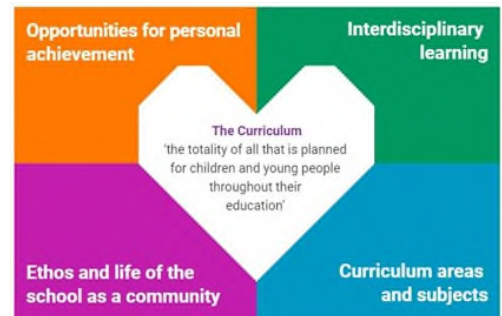 Opportunities for personal
achievement
Interdisciplinary
learning
The Curriculum
'the totality of all that is planned
for children and young people
throughout their
education'
Ethos and life of the
school as a community
Curriculum areas
and subjects